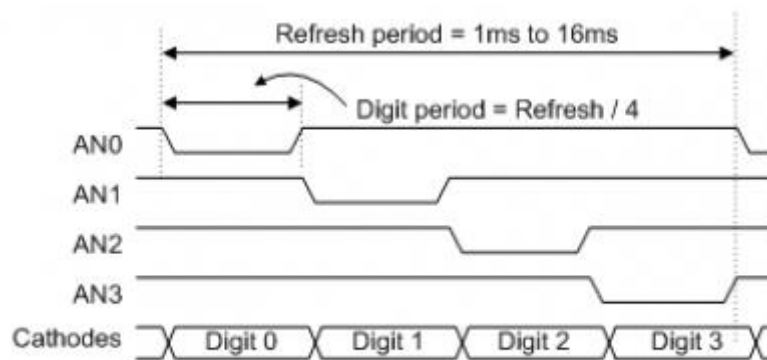 Refresh period = 1ms to 16ms
Digit period = Refresh / 4
AN0
AN1
AN2
AN3
Cathodes Digit 0 Digit 1 Digit 2 Digit 3